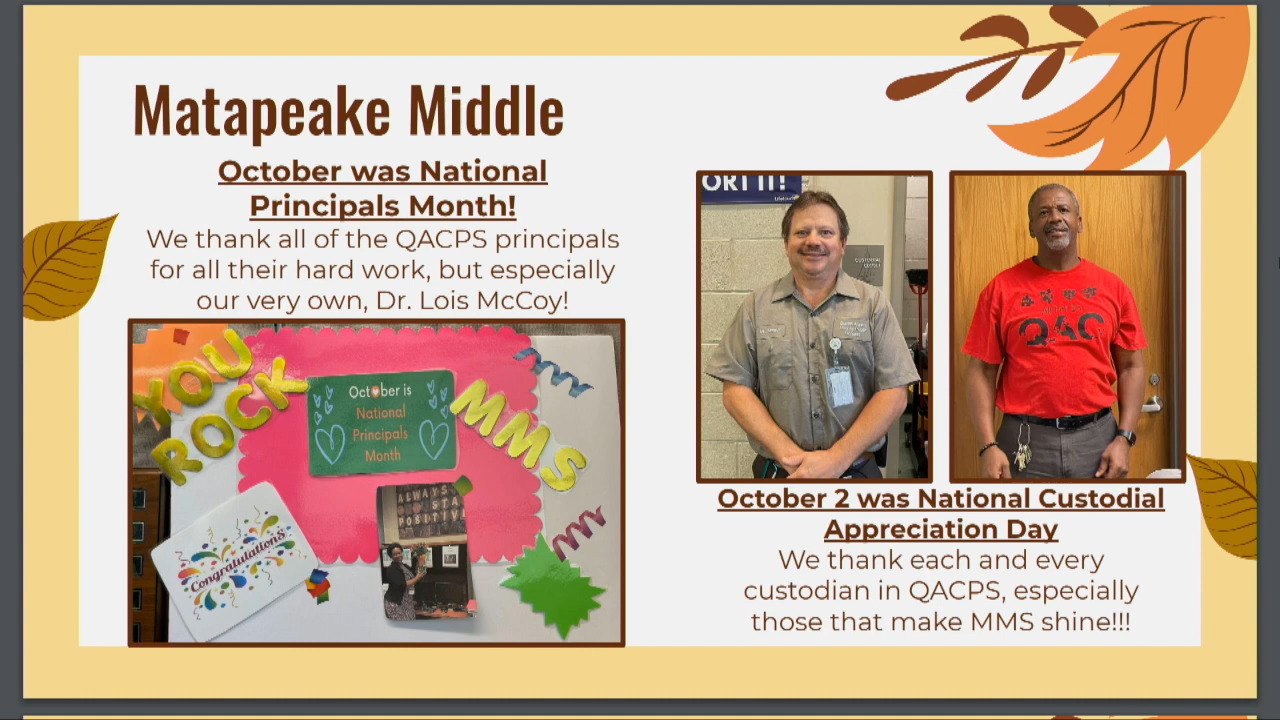 Matapeake Middle
October was National
Principals Month!
We thank all of the QACPS principals
for all their hard work, but especially
our very own, Dr. Lois McCoy!
YOU
ROCK
MMS
October is
National
Principals
Month
Congratulations
ALWAYS
STAY
POSITIVE
ORT IT!
CUSTODIAL
QAC
October 2 was National Custodial
Appreciation Day
We thank each and every
custodian in QACPS, especially
those that make MMS shine!!!